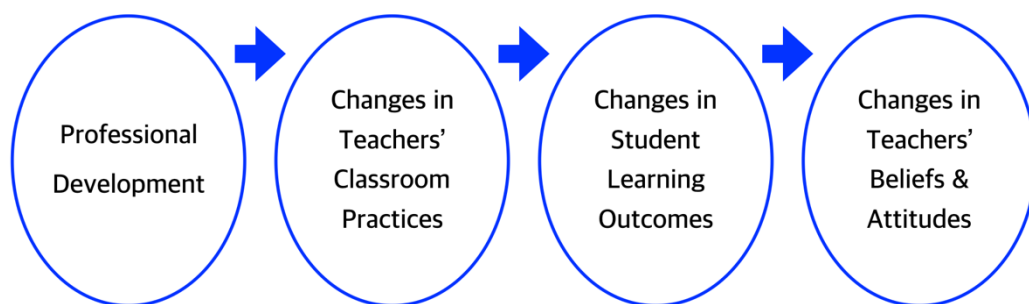 Professional
Development
Changes in
Teachers’
Classroom
Practices
Changes in
Student
Learning
Outcomes
Changes in
Teachers’
Beliefs &
Attitudes